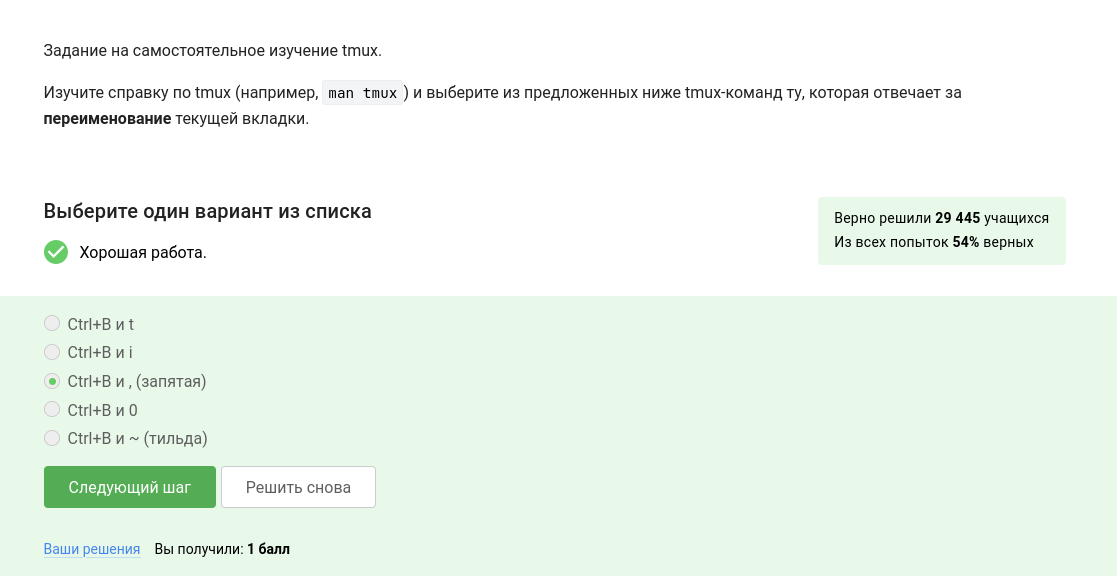 Задание на самостоятельное изучение tmux.
Изучите справку по tmux (например, man tmux) и выберите из предложенных ниже tmux-команд ту, которая отвечает за
переименование текущей вкладки.
Выберите один вариант из списка
Верно решили 29 445 учащихся
Из всех попыток 54% верных
Хорошая работа.
Ctrl+B и t
Ctrl+B и i
Ctrl+B и , (запятая)
Ctrl+B и 0
Ctrl+B и ~ (тильда)
Следующий шаг
Решить снова
Ваши решения Вы получили: 1 балл